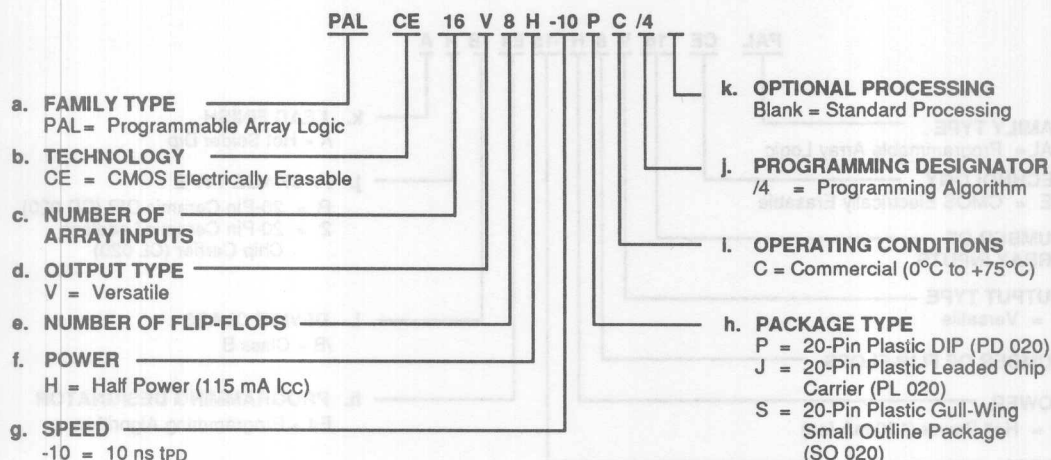 PAL CE 16 V 8 H -10 P C /4
a. FAMILY TYPE
PAL = Programmable Array Logic
b. TECHNOLOGY
CE = CMOS Electrically Erasable
c. NUMBER OF
ARRAY INPUTS
d. OUTPUT TYPE
V = Versatile
e. NUMBER OF FLIP-FLOPS
f. POWER
H = Half Power (115 mA ICC)
g. SPEED
-10 = 10 ns tPD
k. OPTIONAL PROCESSING
Blank = Standard Processing
j. PROGRAMMING DESIGNATOR
/4 = Programming Algorithm
i. OPERATING CONDITIONS
C = Commercial (0°C to +75°C)
h. PACKAGE TYPE
P = 20-Pin Plastic DIP (PD 020)
J = 20-Pin Plastic Leaded Chip
Carrier (PL 020)
S = 20-Pin Plastic Gull-Wing
Small Outline Package
(SO 020)